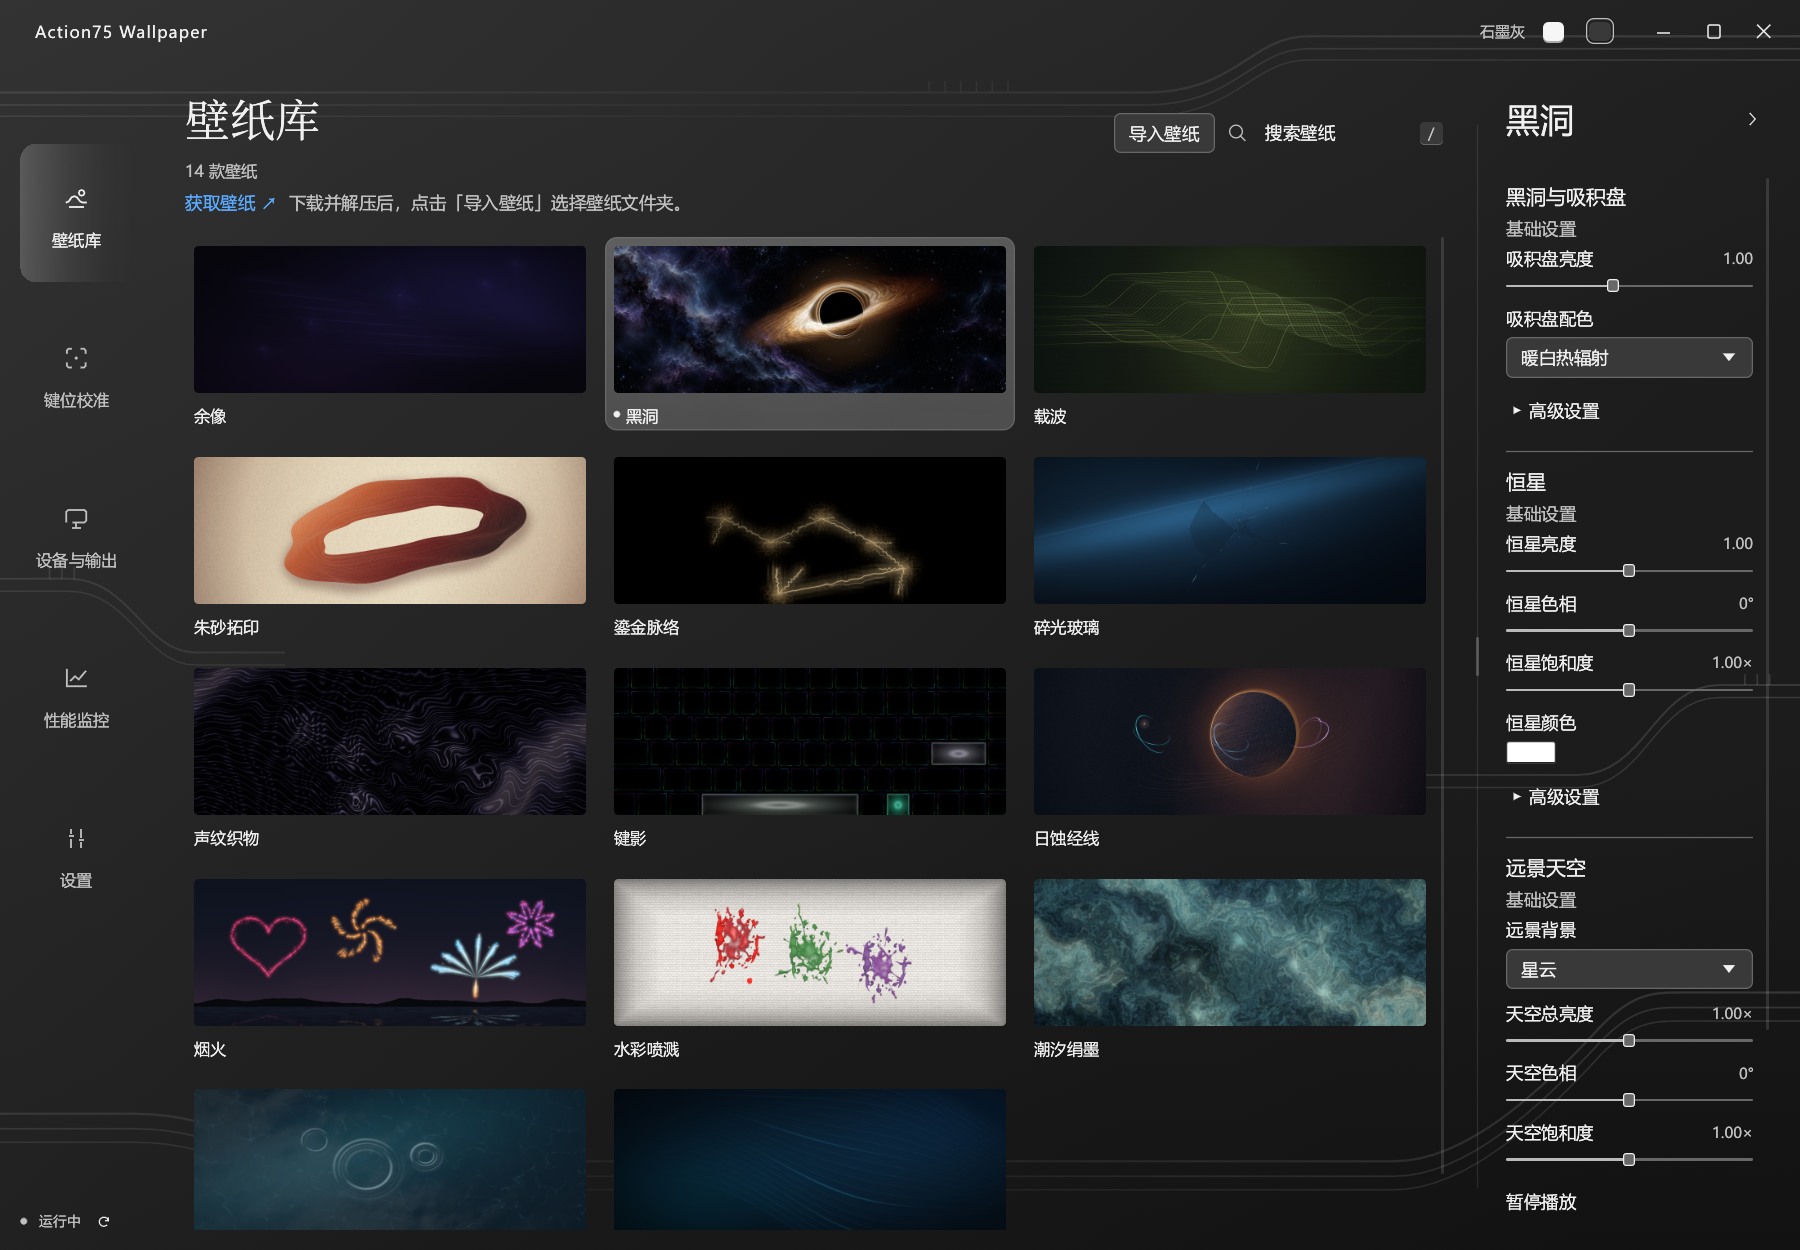 Action75 Wallpaper
石墨灰
壁纸库
14 款壁纸
获取壁纸 ↗ 下载并解压后，点击「导入壁纸」选择壁纸文件夹。
导入壁纸
搜索壁纸
/
壁纸库
键位校准
设备与输出
性能监控
设置
运行中
余像
黑洞
载波
朱砂拓印
鎏金脉络
碎光玻璃
声纹织物
键影
日蚀经线
烟火
水彩喷溅
潮汐绢墨
黑洞
黑洞与吸积盘
基础设置
吸积盘亮度 1.00
吸积盘配色
暖白热辐射
高级设置
恒星
基础设置
恒星亮度 1.00
恒星色相 0°
恒星饱和度 1.00×
恒星颜色
高级设置
远景天空
基础设置
远景背景
星云
天空总亮度 1.00×
天空色相 0°
天空饱和度 1.00×
暂停播放